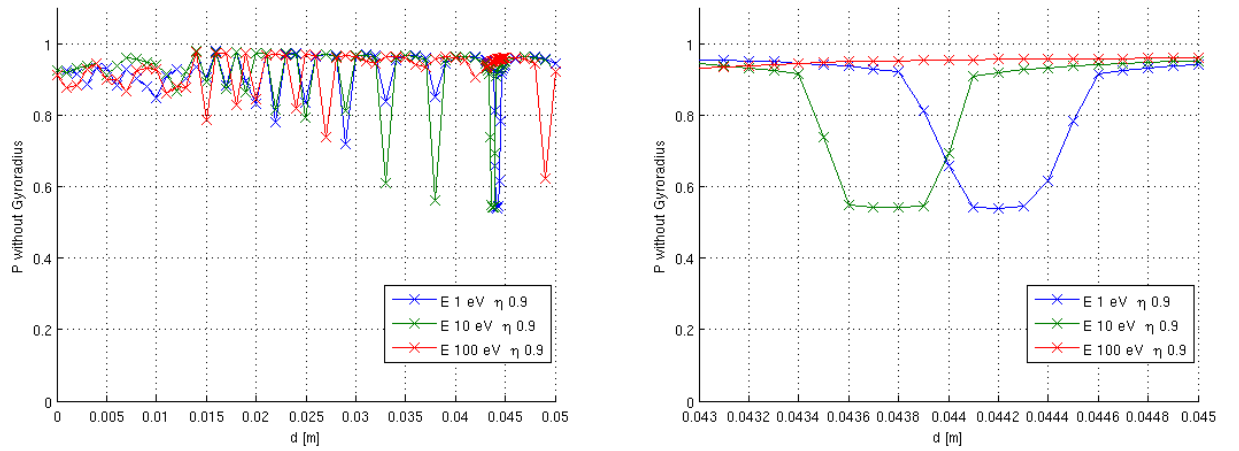 1
0.8
0.6
0.4
0.2
0
P without Gyroradius
0 0.005 0.01 0.015 0.02 0.025 0.03 0.035 0.04 0.045 0.05
d [m]
E 1 eV η 0.9
E 10 eV η 0.9
E 100 eV η 0.9
1
0.8
0.6
0.4
0.2
0
P without Gyroradius
0.043 0.0432 0.0434 0.0436 0.0438 0.044 0.0442 0.0444 0.0446 0.0448 0.045
d [m]
E 1 eV η 0.9
E 10 eV η 0.9
E 100 eV η 0.9